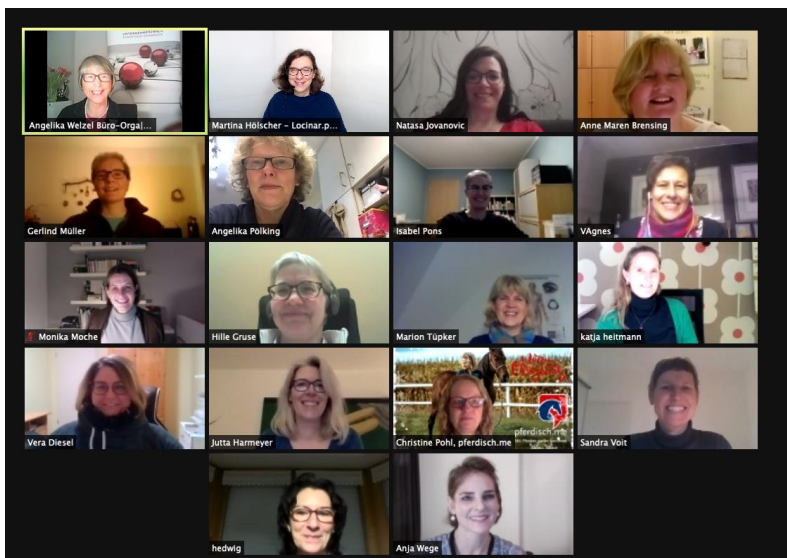 Angelika Welzel Büro-Orga|...
Martina Hölscher – Locinar.p...
Natasa Jovanovic
Anne Maren Brensing
Gerlind Müller
Angelika Pölking
Isabel Pons
VAgnes
Monika Moche
Hille Gruse
Marion Tüpker
katja heitmann
Vera Diesel
Jutta Harmeyer
pferdisch.me
Christine Pohl, pferdisch.me
Sandra Voit
hedwig
Anja Wege